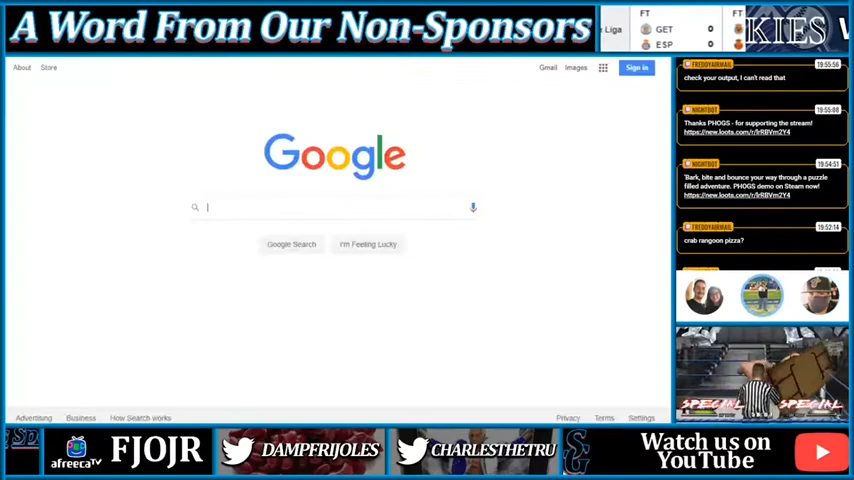 A Word From Our Non-Sponsors
Liga
FT
GET 0
ESP 0
FT
KIES
About Store
Gmail Images
Sign in
Google
Google Search I'm Feeling Lucky
Advertising Business How Search works
Privacy Terms Settings
FREDDYAIRMAIL 19:55:56
check your output, I can't read that
NIGHTBOT 19:55:08
Thanks PHOGS - for supporting the stream!
https://new.loots.com/r/lRRBVm2Y4
NIGHTBOT 19:54:51
'Bark, bite and bounce your way through a puzzle
filled adventure. PHOGS demo on Steam now!
https://new.loots.com/r/lRRBVm2Y4
FREDDYAIRMAIL 19:52:14
crab rangoon pizza?
SPECIAL SPECIAL
afreecaTV
FJOJR
DAMPFRIJOLES
CHARLESTHETRU
Watch us on
YouTube